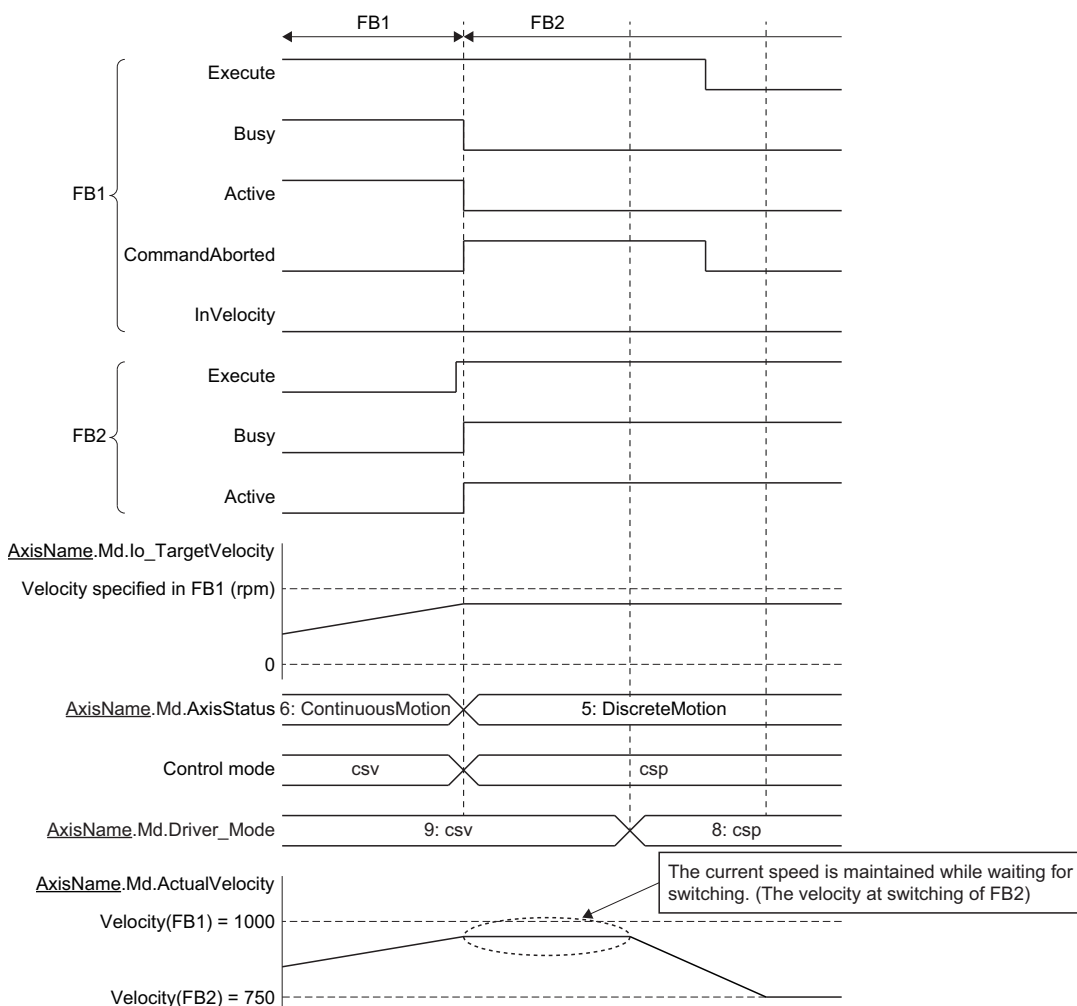 FB1
FB2
Execute
Busy
Active
CommandAborted
InVelocity
FB1
Execute
Busy
Active
FB2
AxisName.Md.Io_TargetVelocity
Velocity specified in FB1 (rpm)
0
AxisName.Md.AxisStatus
6: ContinuousMotion
5: DiscreteMotion
Control mode
csv
csp
AxisName.Md.Driver_Mode
9: csv
8: csp
The current speed is maintained while waiting for
switching. (The velocity at switching of FB2)
AxisName.Md.ActualVelocity
Velocity(FB1) = 1000
Velocity(FB2) = 750